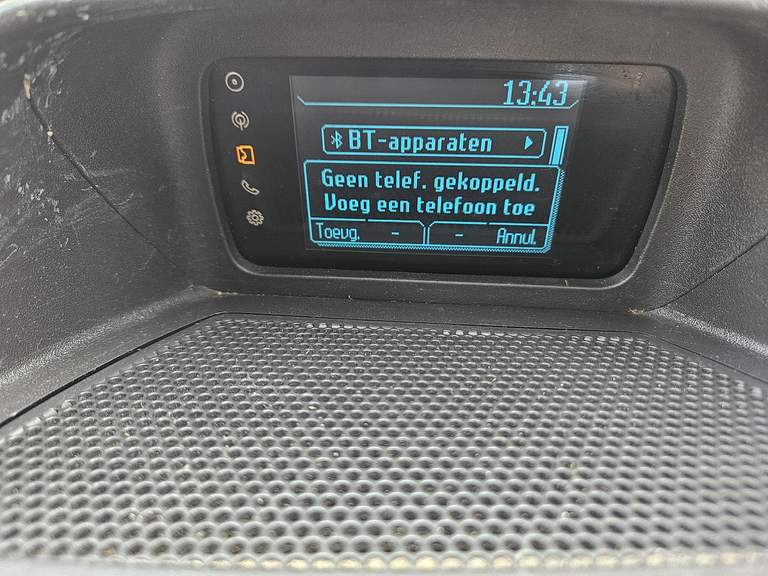 13:43
BT-apparaten
Geen telef. gekoppeld.
Voeg een telefoon toe
Toevg. - - Annul.